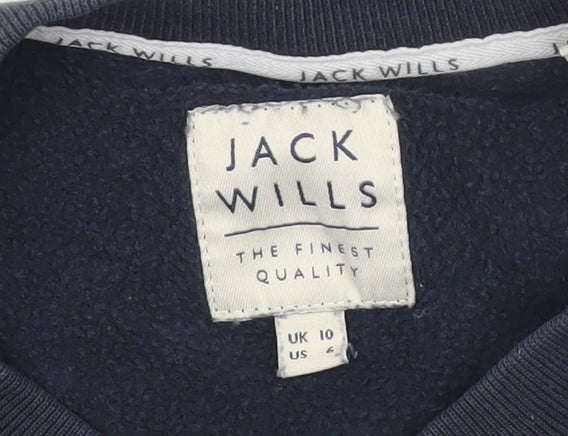 JACK WILLS
JACK WILLS
J
JACK
WILLS
THE FINEST
QUALITY
UK 10
US 6